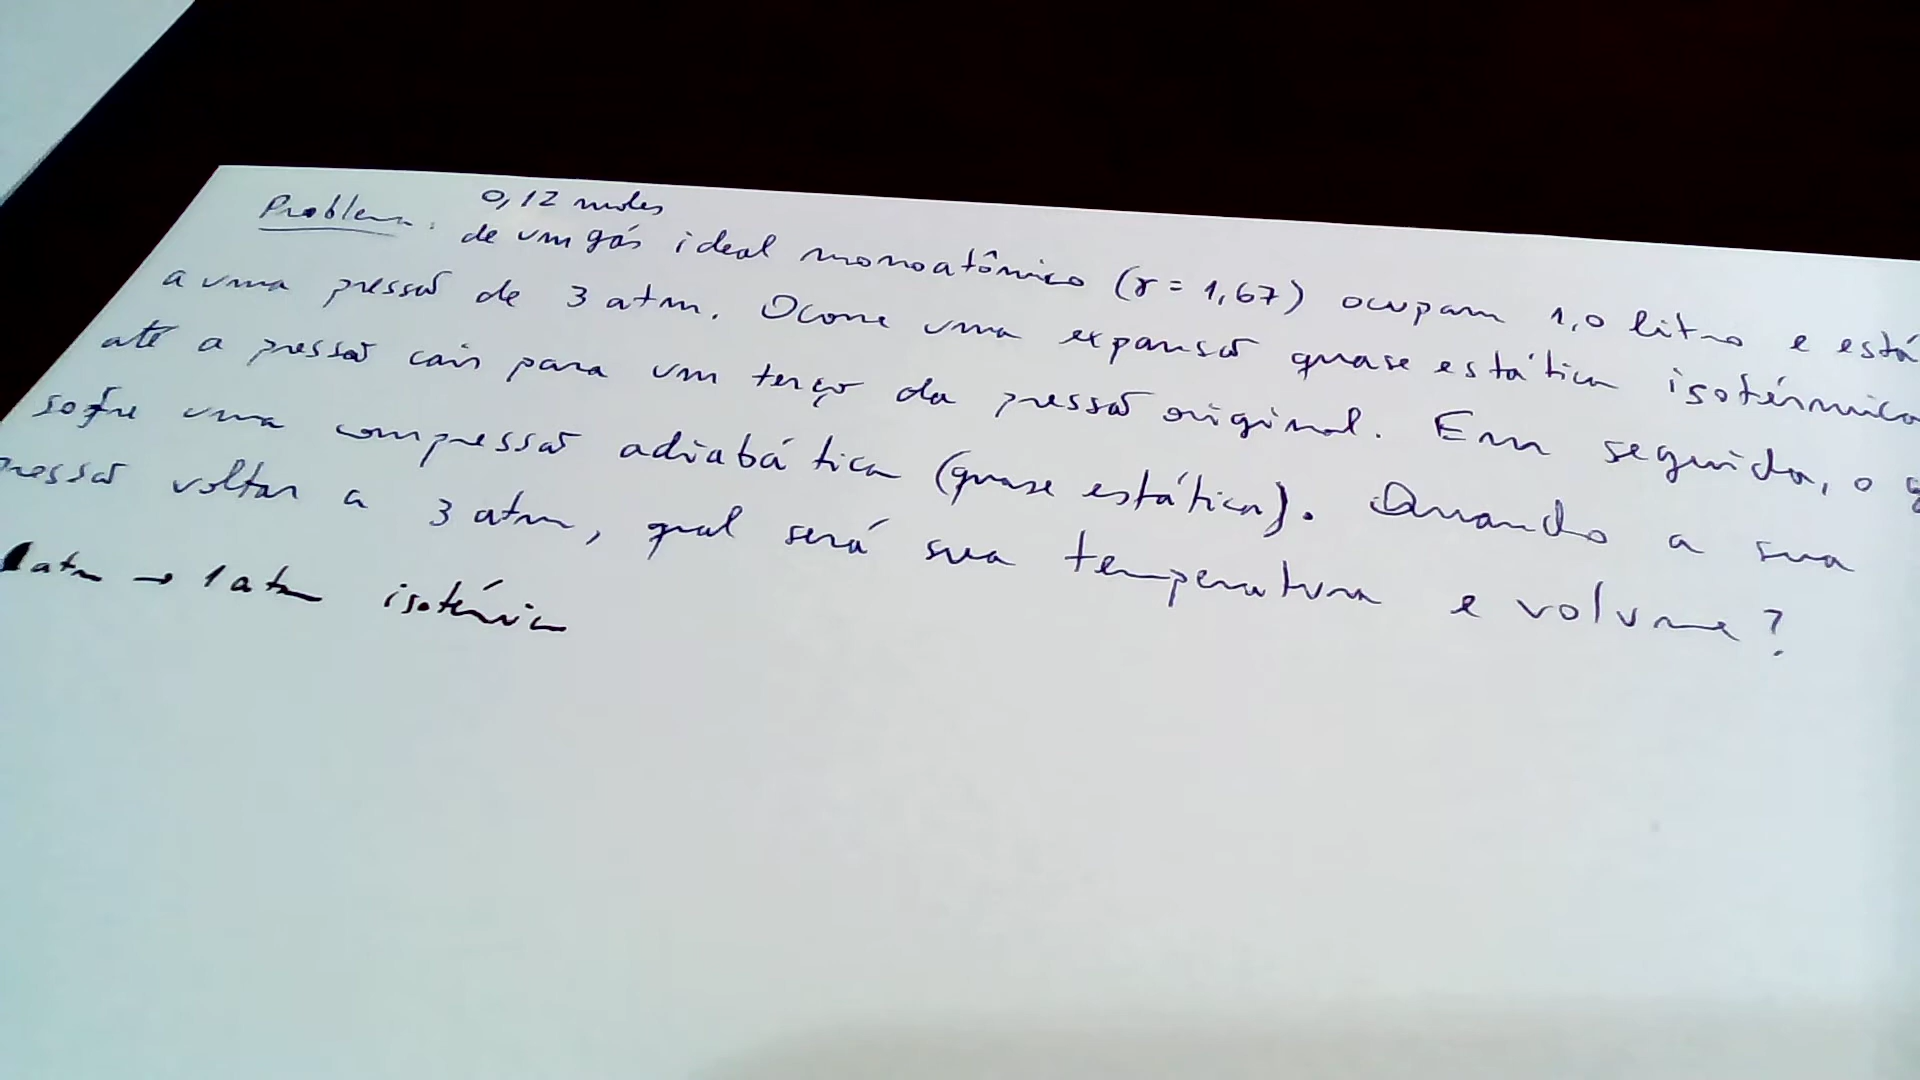 Problema: 0,12 moles
de um gás ideal monoatômico (γ = 1,67) ocupam 1,0 litro e está
a uma pressão de 3 atm. Ocorre uma expansão quase estática isotérmica
até a pressão cair para um terço da pressão original. Em seguida, o g
sofre uma compressão adiabática (quase estática). Quando a sua
pressão voltar a 3 atm, qual será sua temperatura e volume?
atm → 1 atm isotérmica